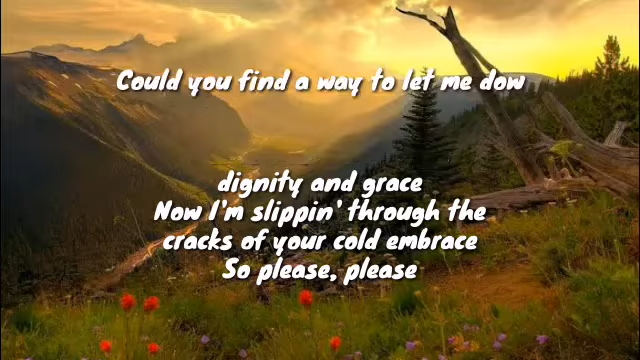 Could you find a way to let me dow
dignity and grace
Now I'm slippin' through the
cracks of your cold embrace
So please, please